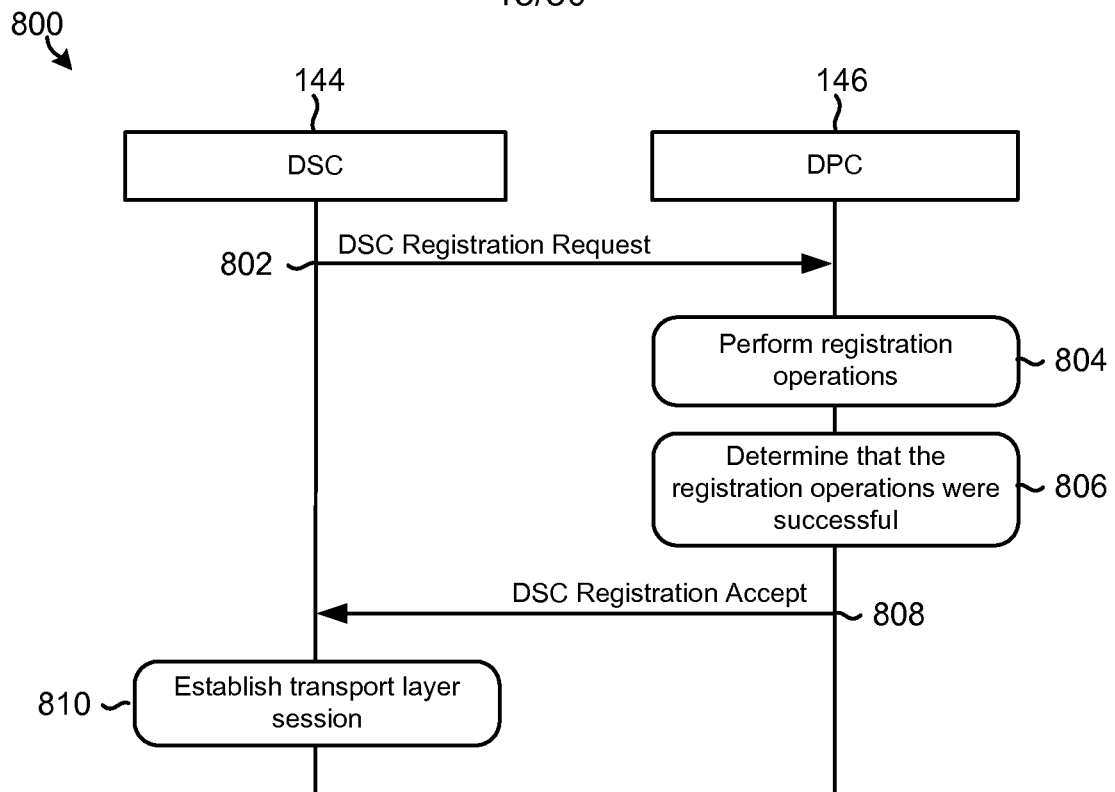 800
144
146
DSC
DPC
DSC Registration Request
802
Perform registration
operations
804
Determine that the
registration operations were
successful
806
DSC Registration Accept
808
Establish transport layer
session
810